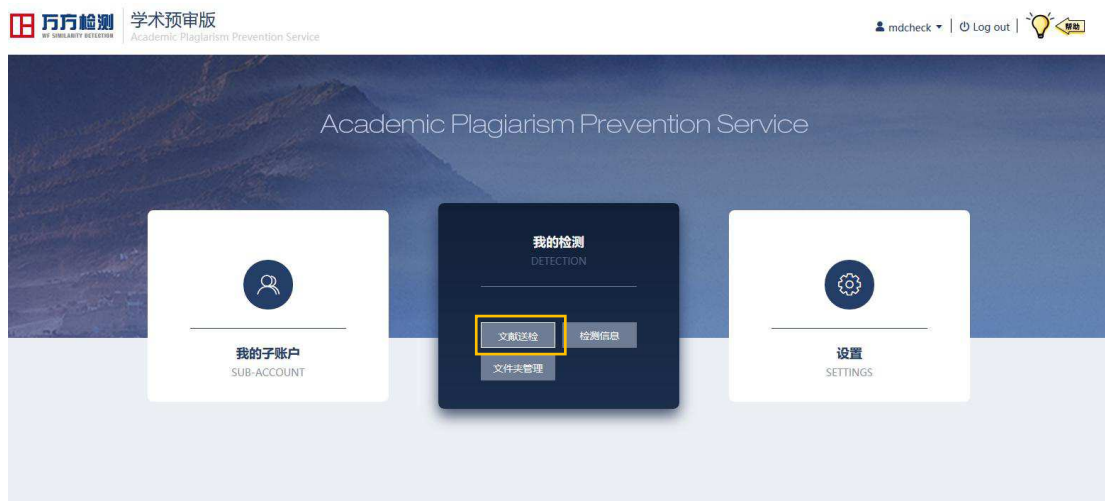 万方检测
WF SIMILARITY DETECTION
学术预审版
Academic Plagiarism Prevention Service
mdcheck
Log out
帮助
Academic Plagiarism Prevention Service
我的子账户
SUB-ACCOUNT
我的检测
DETECTION
文献送检
检测信息
文件夹管理
设置
SETTINGS